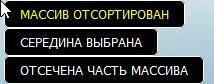 МАССИВ ОТСОРТИРОВАН
СЕРЕДИНА ВЫБРАНА
ОТСЕЧЕНА ЧАСТЬ МАССИВА